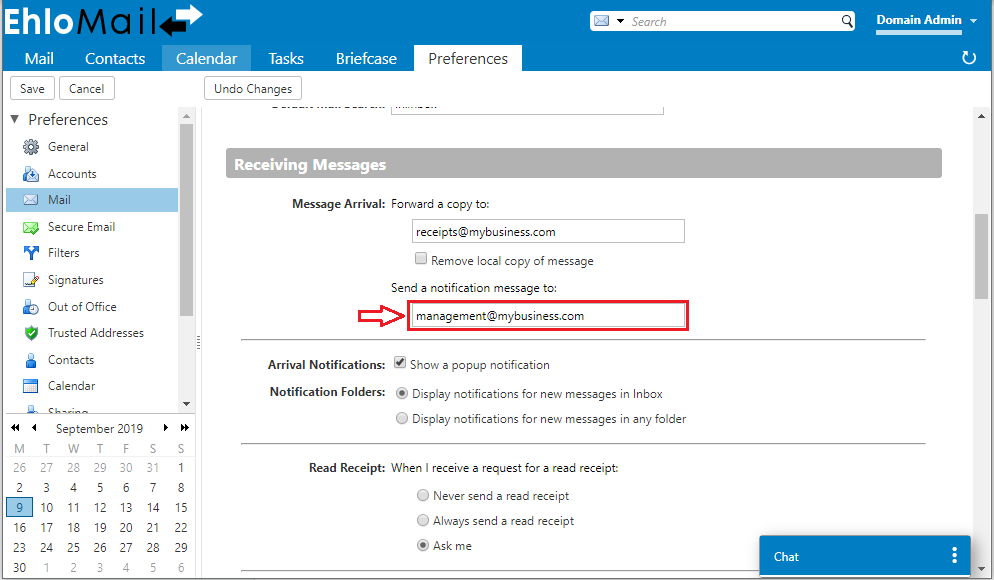 EhloMail
Search
Domain Admin
Mail Contacts Calendar Tasks Briefcase Preferences
Save Cancel Undo Changes
Preferences
General
Accounts
Mail
Secure Email
Filters
Signatures
Out of Office
Trusted Addresses
Contacts
Calendar
Sharing
September 2019
M T W T F S S
26 27 28 29 30 31 1
2 3 4 5 6 7 8
9 10 11 12 13 14 15
16 17 18 19 20 21 22
23 24 25 26 27 28 29
30 1 2 3 4 5 6
Receiving Messages
Message Arrival: Forward a copy to:
receipts@mybusiness.com
Remove local copy of message
Send a notification message to:
management@mybusiness.com
Arrival Notifications: Show a popup notification
Notification Folders: Display notifications for new messages in Inbox
Display notifications for new messages in any folder
Read Receipt: When I receive a request for a read receipt:
Never send a read receipt
Always send a read receipt
Ask me
Chat